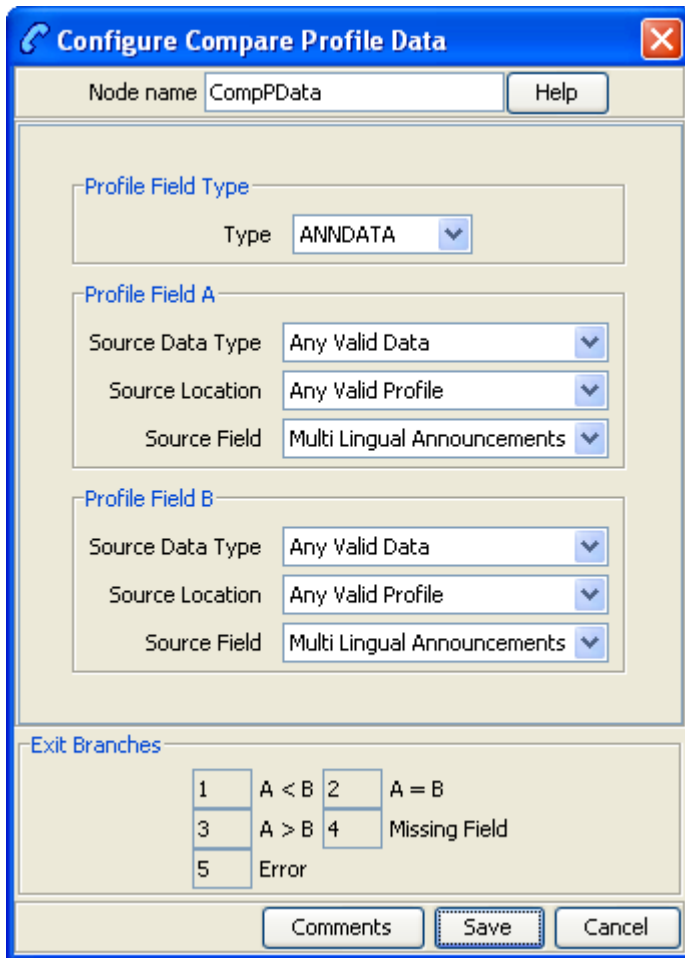 Configure Compare Profile Data
Node name CompPData Help
Profile Field Type
Type ANNDATA
Profile Field A
Source Data Type Any Valid Data
Source Location Any Valid Profile
Source Field Multi Lingual Announcements
Profile Field B
Source Data Type Any Valid Data
Source Location Any Valid Profile
Source Field Multi Lingual Announcements
Exit Branches
1 A < B 2 A = B
3 A > B 4 Missing Field
5 Error
Comments Save Cancel